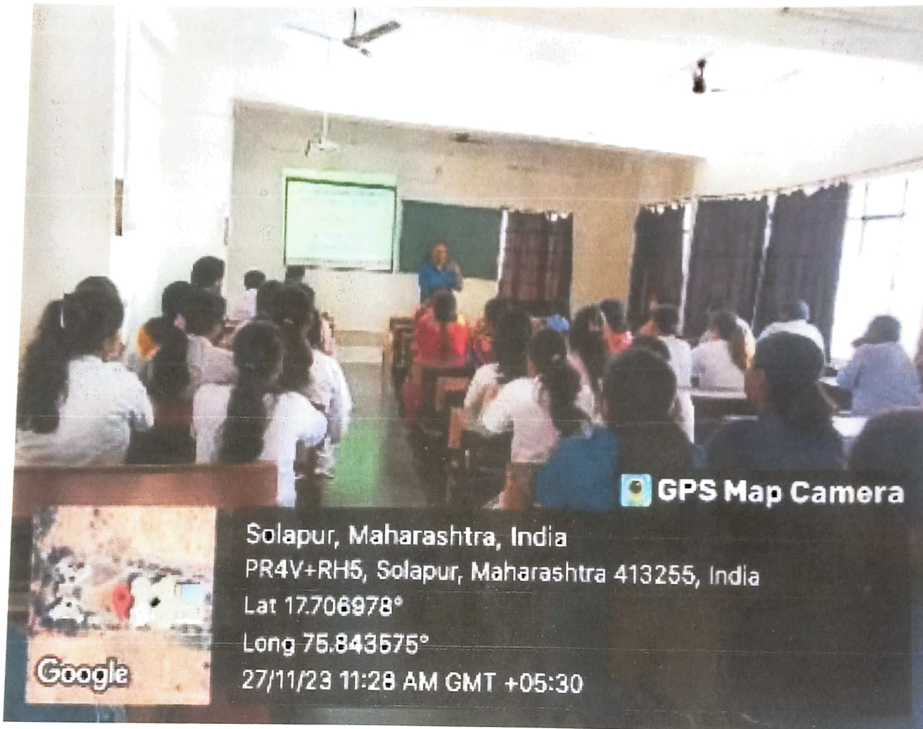 GPS Map Camera
Solapur, Maharashtra, India
PR4V+RH5, Solapur, Maharashtra 413255, India
Lat 17.706978°
Long 75.843575°
27/11/23 11:28 AM GMT +05:30
Google